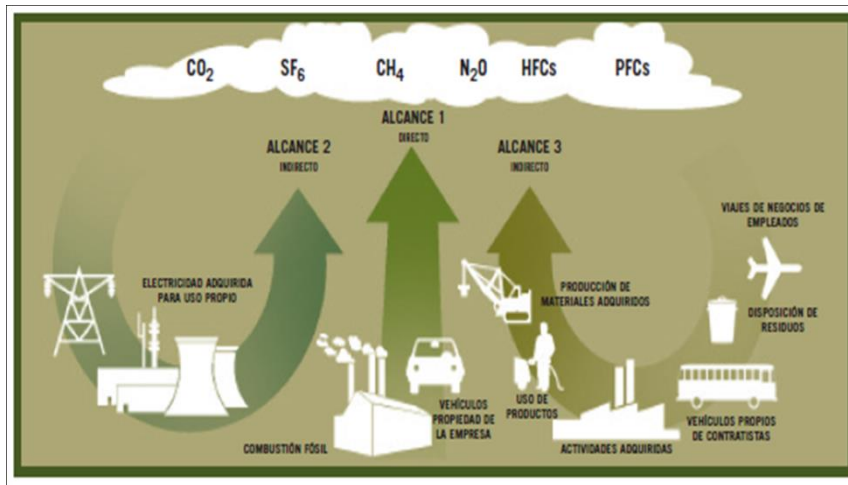 CO2 SF6 CH4 N2O HFCs PFCs
ALCANCE 1
DIRECTO
ALCANCE 2
INDIRECTO
ALCANCE 3
INDIRECTO
VIAJES DE NEGOCIOS DE
EMPLEADOS
ELECTRICIDAD ADQUIRIDA
PARA USO PROPIO
PRODUCCIÓN DE
MATERIALES ADQUIRIDOS
DISPOSICIÓN DE
RESIDUOS
COMBUSTIÓN FÓSIL
VEHÍCULOS
PROPIEDAD DE
LA EMPRESA
USO DE
PRODUCTOS
ACTIVIDADES ADQUIRIDAS
VEHÍCULOS PROPIOS
DE CONTRATISTAS